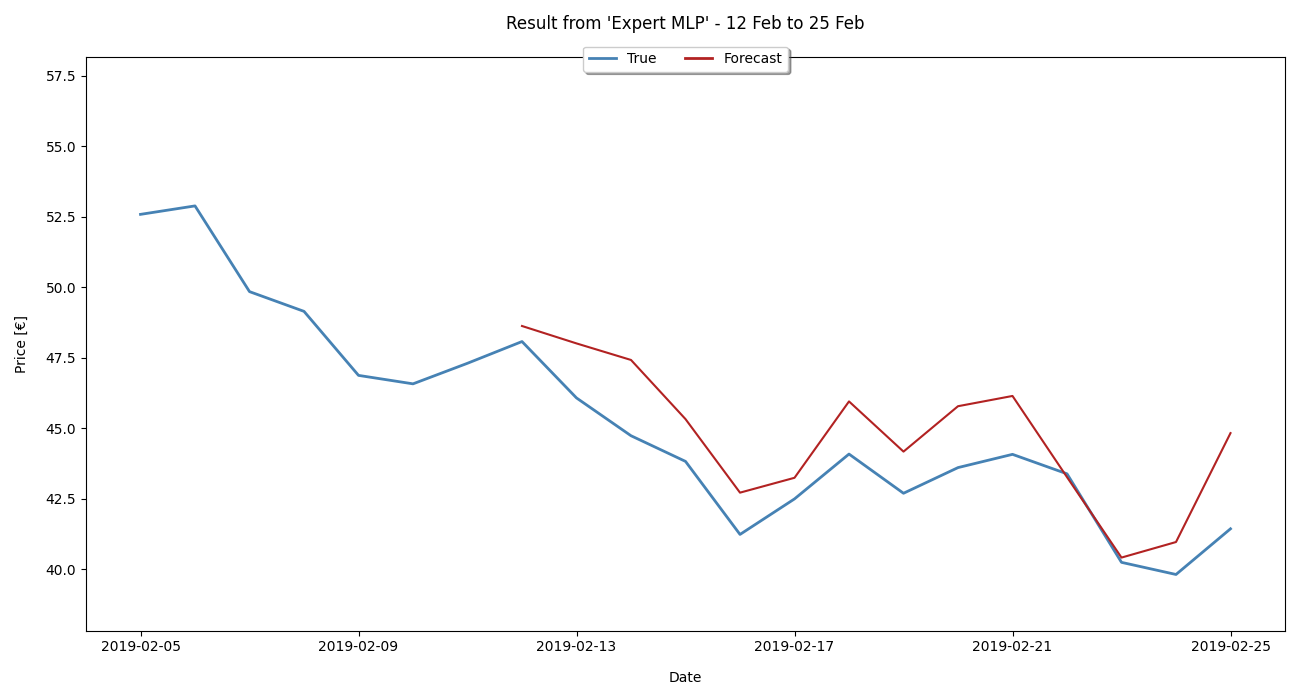 Result from 'Expert MLP' - 12 Feb to 25 Feb
True Forecast
57.5
55.0
52.5
50.0
47.5
45.0
42.5
40.0
Price [€]
2019-02-05 2019-02-09 2019-02-13 2019-02-17 2019-02-21 2019-02-25
Date